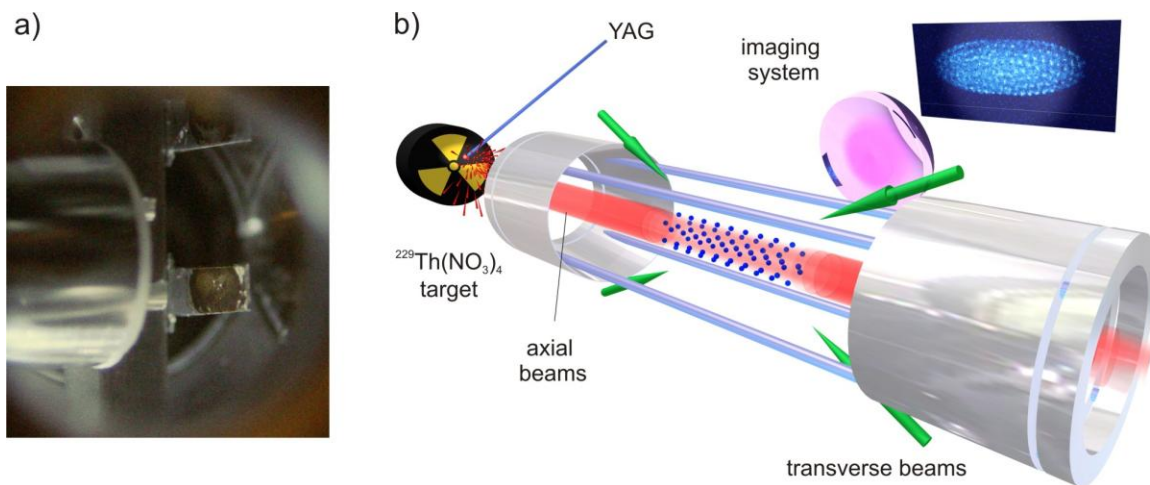 a)
b)
YAG
imaging
system
²²⁹Th(NO₃)₄
target
axial
beams
transverse beams